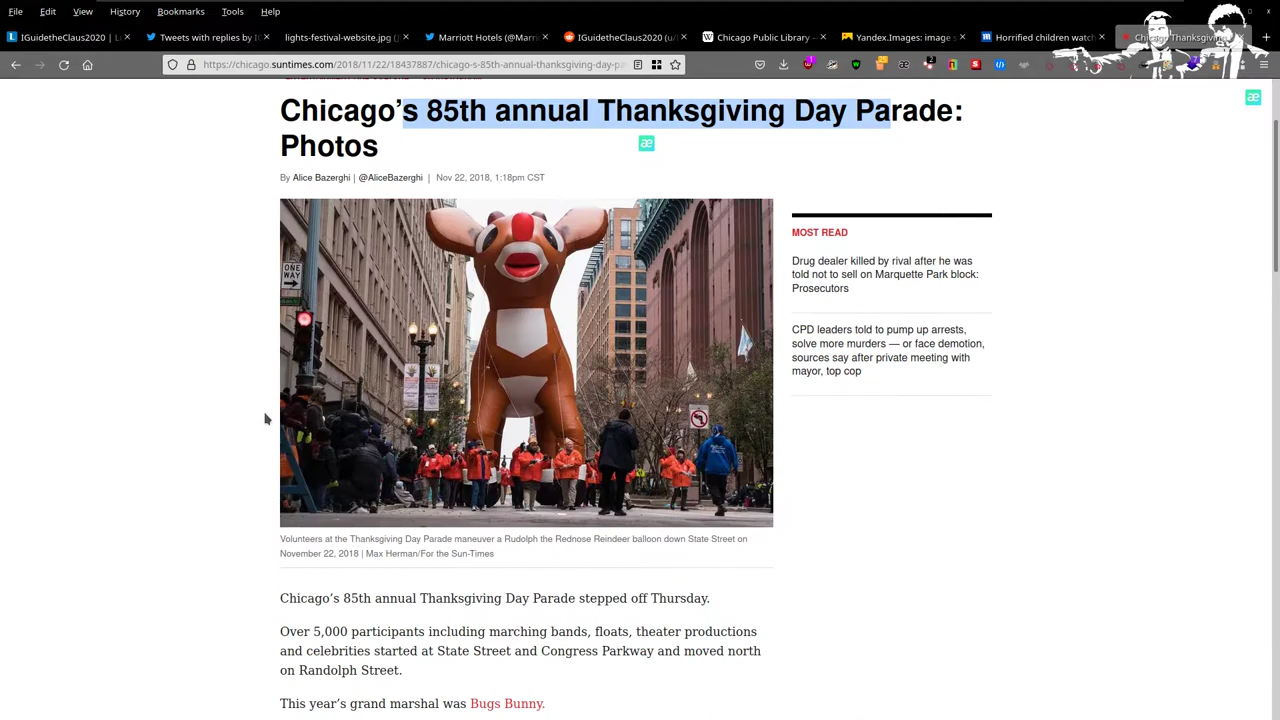 File Edit View History Bookmarks Tools Help
IGuidetheClaus2020 | L
Tweets with replies by IG
lights-festival-website.jpg (
Marriott Hotels (@Marri
IGuidetheClaus2020 (u/I
Chicago Public Library –
Yandex.Images: image s
Horrified children watch
Chicago Thanksgiving
https://chicago.suntimes.com/2018/11/22/18437887/chicago-s-85th-annual-thanksgiving-day-pa
Chicago’s 85th annual Thanksgiving Day Parade:
Photos
By Alice Bazerghi | @AliceBazerghi | Nov 22, 2018, 1:18pm CST
ONE
WAY
MOST READ
Drug dealer killed by rival after he was
told not to sell on Marquette Park block:
Prosecutors
CPD leaders told to pump up arrests,
solve more murders — or face demotion,
sources say after private meeting with
mayor, top cop
Volunteers at the Thanksgiving Day Parade maneuver a Rudolph the Rednose Reindeer balloon down State Street on
November 22, 2018 | Max Herman/For the Sun-Times
Chicago’s 85th annual Thanksgiving Day Parade stepped off Thursday.
Over 5,000 participants including marching bands, floats, theater productions
and celebrities started at State Street and Congress Parkway and moved north
on Randolph Street.
This year’s grand marshal was Bugs Bunny.